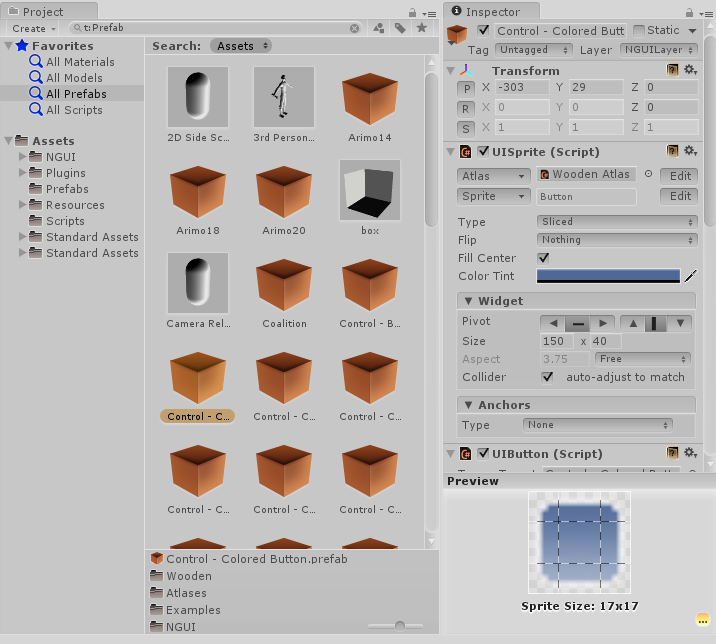 Project
Create
t:Prefab
Favorites
All Materials
All Models
All Prefabs
All Scripts
Assets
NGUI
Plugins
Prefabs
Resources
Scripts
Standard Assets
Standard Assets
Search: Assets
2D Side Sc... 3rd Person... Arimo14
Arimo18 Arimo20 box
Camera Rel... Coalition Control - B...
Control - C... Control - C... Control - C...
Control - C... Control - C... Control - C...
Control - Colored Button.prefab
Wooden
Atlases
Examples
NGUI
Inspector
Control - Colored Butt Static
Tag Untagged Layer NGUILayer
Transform
P X -303 Y 29 Z 0
R X 0 Y 0 Z 0
S X 1 Y 1 Z 1
UISprite (Script)
Atlas Wooden Atlas Edit
Sprite Button Edit
Type Sliced
Flip Nothing
Fill Center
Color Tint
Widget
Pivot
Size 150 x 40
Aspect 3.75 Free
Collider auto-adjust to match
Anchors
Type None
UIButton (Script)
Preview
Sprite Size: 17x17